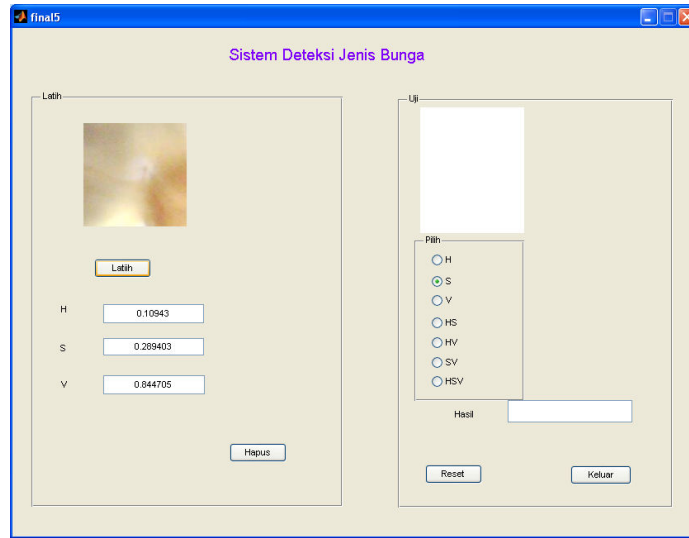 final5
Sistem Deteksi Jenis Bunga
Latih
Latiih
H
0.10943
S
0.289403
V
0.844705
Hapus
Uji
Pilih
H
S
V
HS
HV
SV
HSV
Hasil
Reset
Keluar